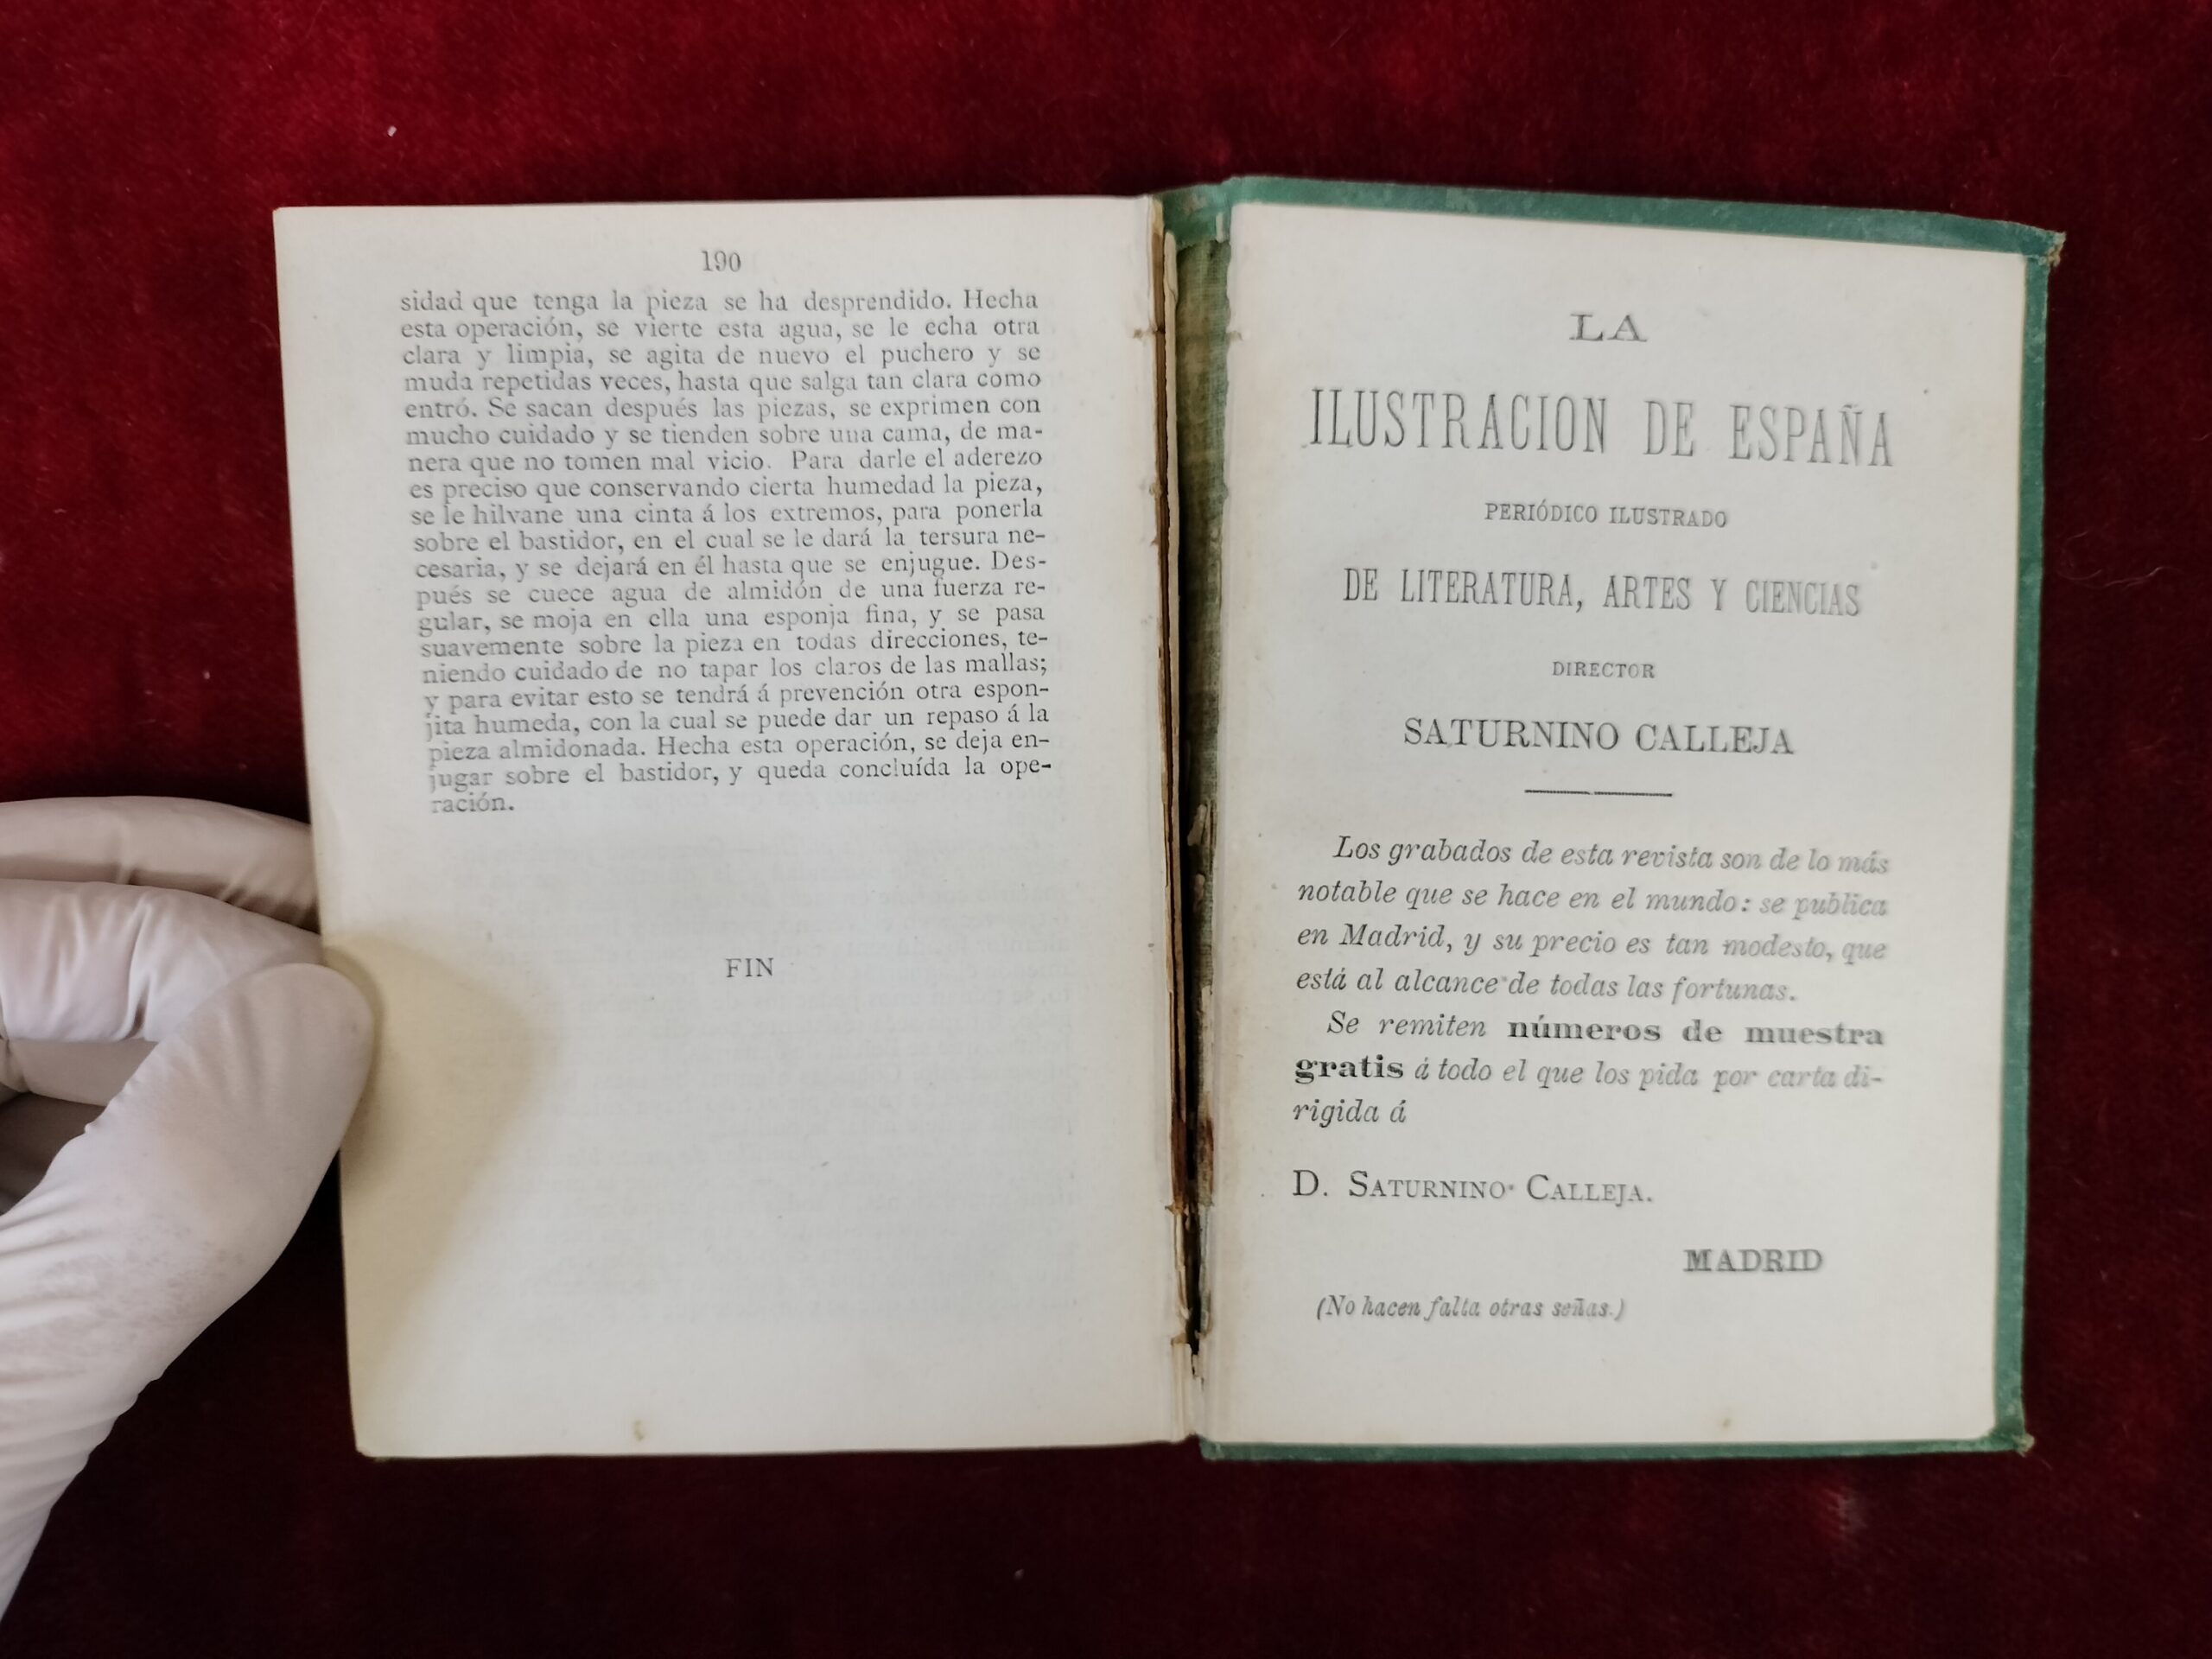 190
sidad que tenga la pieza se ha desprendido. Hecha
esta operación, se vierte esta agua, se le echa otra
clara y limpia, se agita de nuevo el puchero y se
muda repetidas veces, hasta que salga tan clara como
entró. Se sacan después las piezas, se exprimen con
mucho cuidado y se tienden sobre una cama, de ma-
nera que no tomen mal vicio. Para darle el aderezo
es preciso que conservando cierta humedad la pieza,
se le hilvane una cinta á los extremos, para ponerla
sobre el bastidor, en el cual se le dará la tersura ne-
cesaria, y se dejará en él hasta que se enjugue. Des-
pués se cuece agua de almidón de una fuerza re-
gular, se moja en ella una esponja fina, y se pasa
suavemente sobre la pieza en todas direcciones, te-
niendo cuidado de no tapar los claros de las mallas;
y para evitar esto se tendrá á prevención otra espon-
jita humeda, con la cual se puede dar un repaso á la
pieza almidonada. Hecha esta operación, se deja en-
jugar sobre el bastidor, y queda concluída la ope-
ración.
FIN
LA
ILUSTRACION DE ESPAÑA
PERIÓDICO ILUSTRADO
DE LITERATURA, ARTES Y CIENCIAS
DIRECTOR
SATURNINO CALLEJA
Los grabados de esta revista son de lo más
notable que se hace en el mundo: se publica
en Madrid, y su precio es tan modesto, que
está al alcance de todas las fortunas.
Se remiten números de muestra
gratis á todo el que los pida por carta di-
rigida á
D. SATURNINO CALLEJA.
MADRID
(No hacen falta otras señas.)